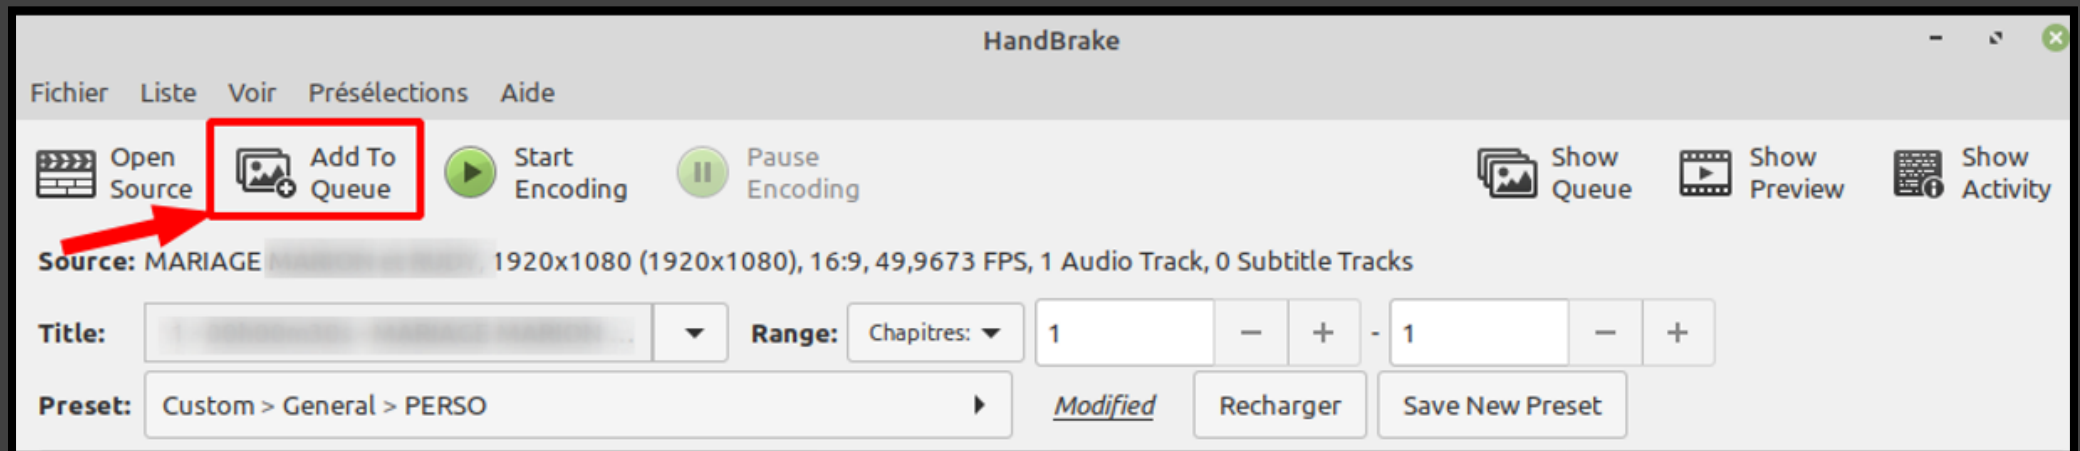 HandBrake
Fichier Liste Voir Présélections Aide
Open Source
Add To Queue
Start Encoding
Pause Encoding
Show Queue
Show Preview
Show Activity
Source: MARIAGE 1920x1080 (1920x1080), 16:9, 49,9673 FPS, 1 Audio Track, 0 Subtitle Tracks
Title: Range: Chapitres: 1 - + - 1 - +
Preset: Custom > General > PERSO Modified Recharger Save New Preset